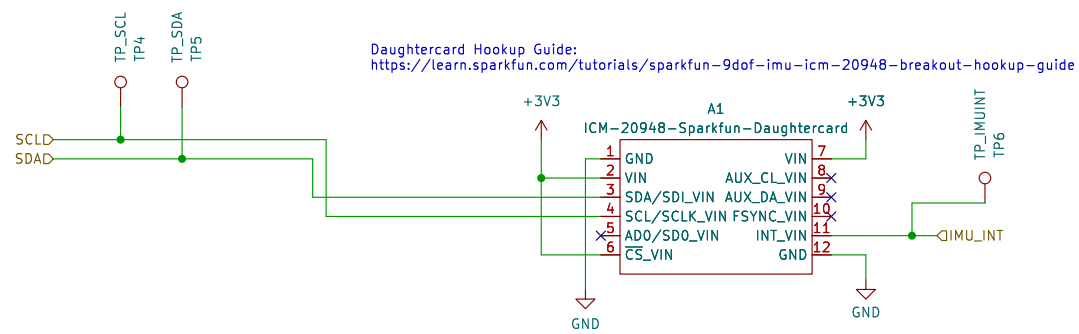 TP_SCL
TP4
TP_SDA
TP5
Daughtercard Hookup Guide:
https://learn.sparkfun.com/tutorials/sparkfun-9dof-imu-icm-20948-breakout-hookup-guide
+3V3
A1
+3V3
ICM-20948-Sparkfun-Daughtercard
TP_IMUINT
TP6
SCL
SDA
1 GND VIN 7
2 VIN AUX_CL_VIN 8
3 SDA/SDI_VIN AUX_DA_VIN 9
4 SCL/SCLK_VIN FSYNC_VIN 10
5 AD0/SD0_VIN INT_VIN 11
6 CS_VIN GND 12
IMU_INT
GND
GND